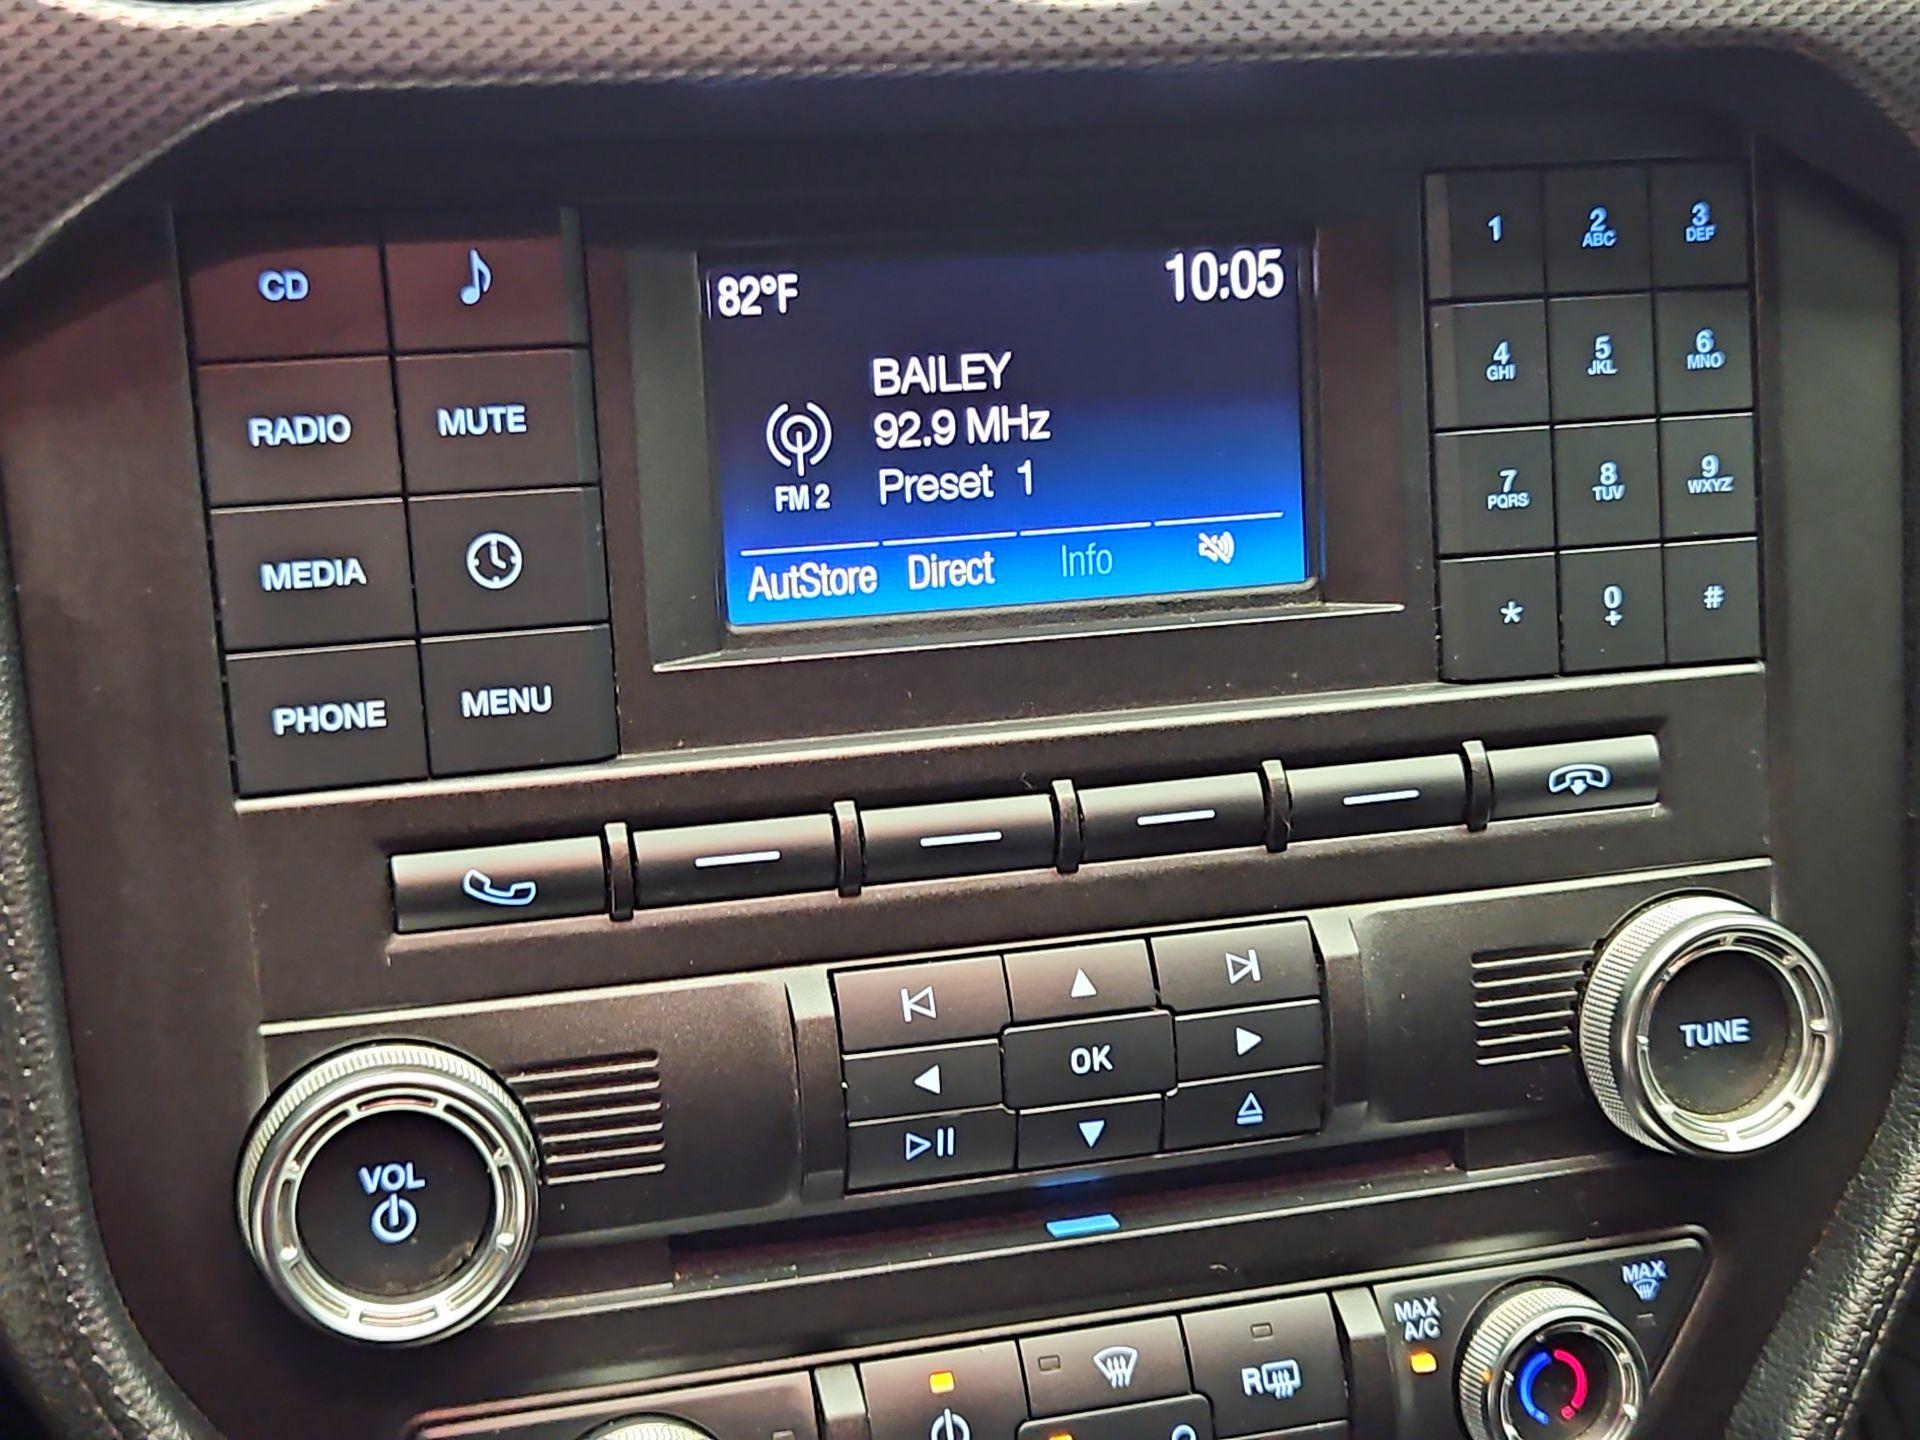 82°F 10:05
BAILEY
92.9 MHz
FM 2 Preset 1
AutStore Direct Info
CD
RADIO MUTE
MEDIA
PHONE MENU
1 2 ABC 3 DEF
4 GHI 5 JKL 6 MNO
7 PQRS 8 TUV 9 WXYZ
* 0 + #
OK
VOL
TUNE
MAX A/C
MAX
R